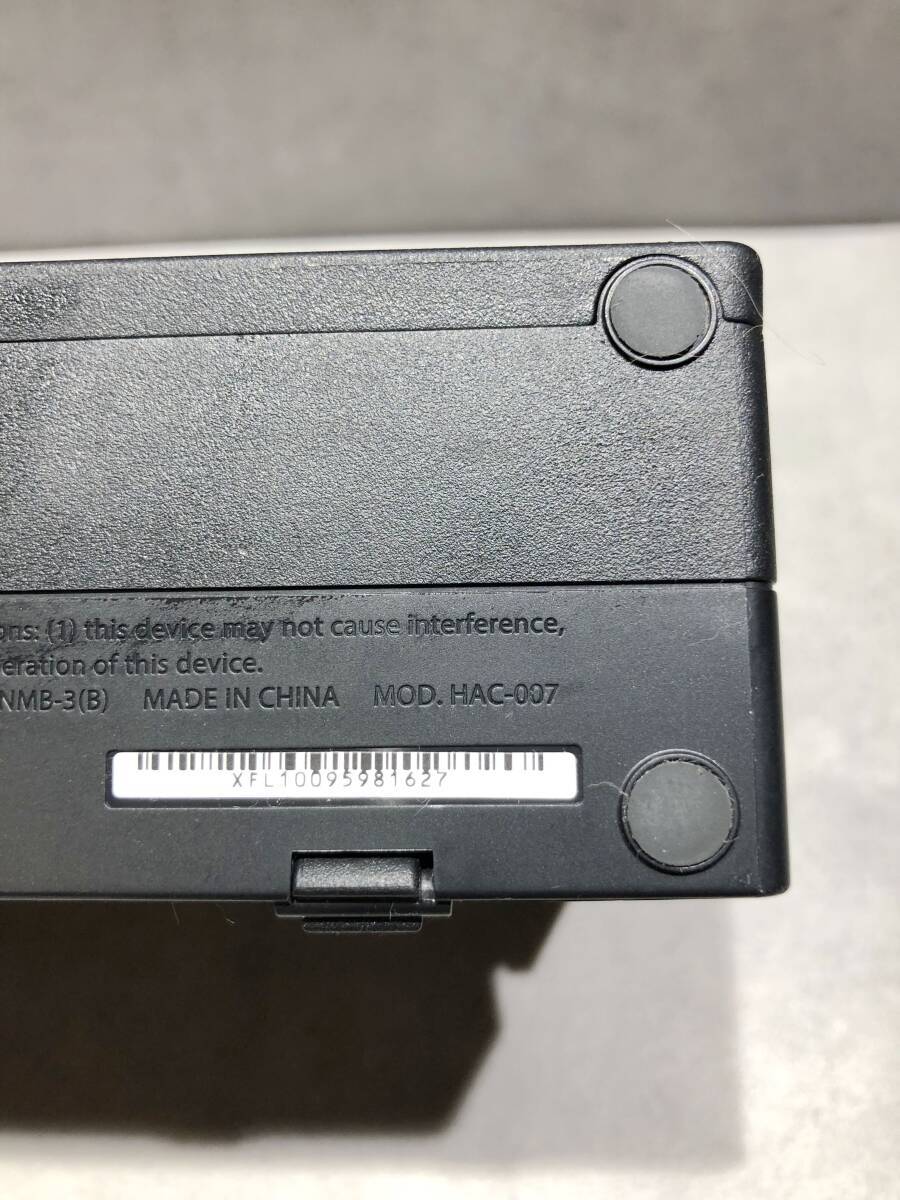 ons: (1) this device may not cause interference,
eration of this device.
NMB-3(B) MADE IN CHINA MOD. HAC-007
XFL10095981627